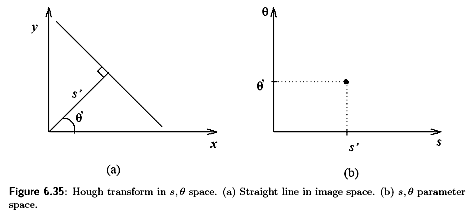 y
θ
s'
θ'
θ'
x
s'
s
(a)
(b)
Figure 6.35: Hough transform in s, θ space. (a) Straight line in image space. (b) s, θ parameter
space.